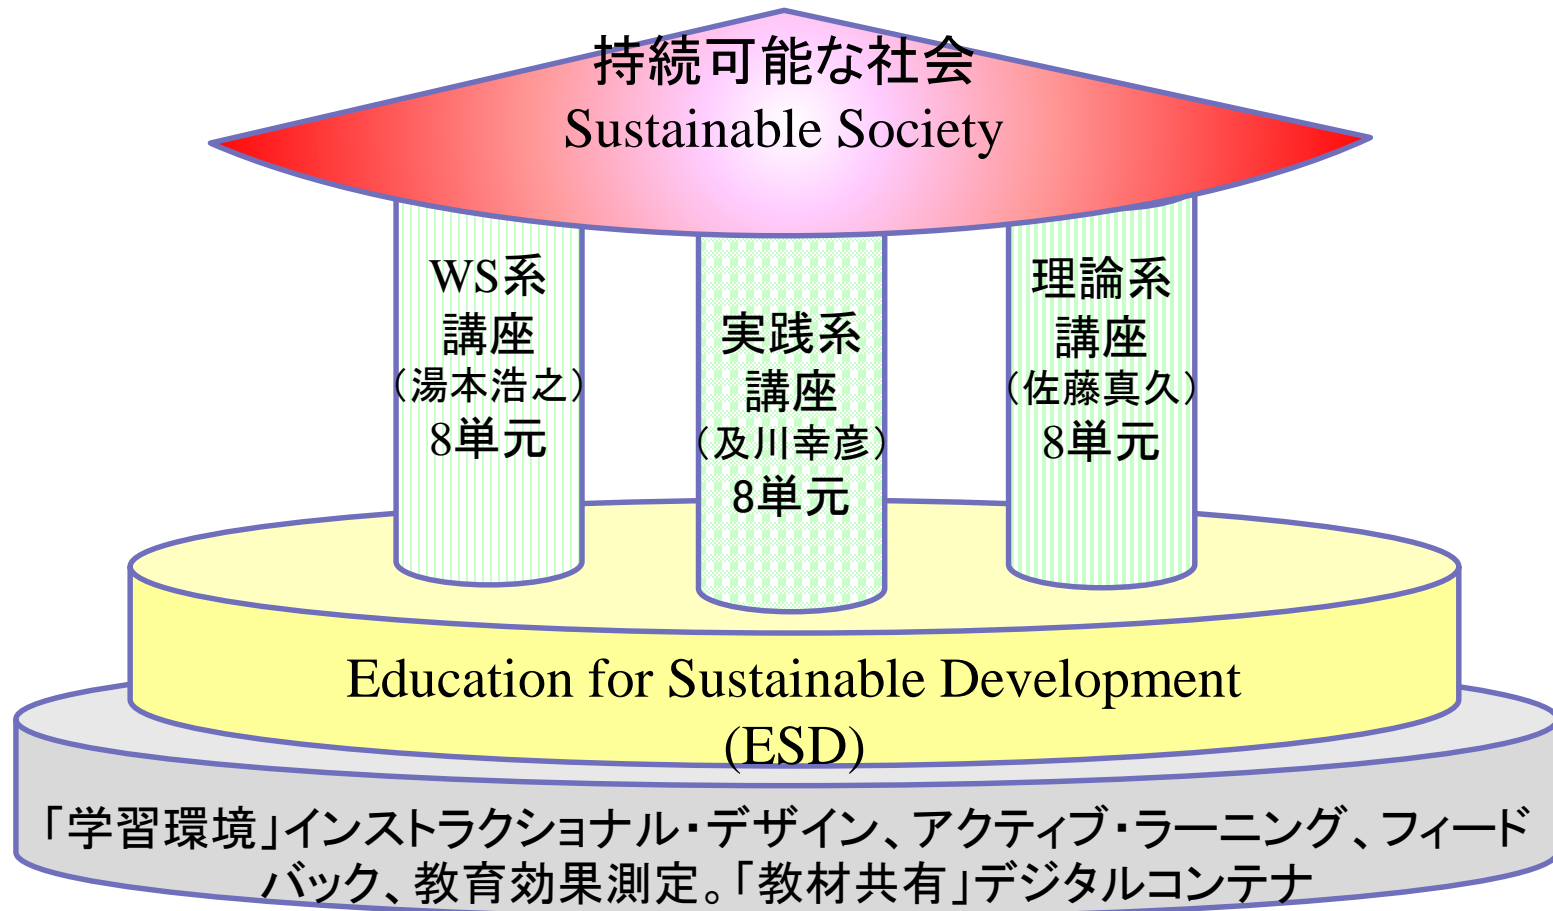 持続可能な社会
Sustainable Society
WS系
講座
（湯本浩之）
8単元
実践系
講座
（及川幸彦）
8単元
理論系
講座
（佐藤真久）
8単元
Education for Sustainable Development
(ESD)
「学習環境」インストラクショナル・デザイン、アクティブ・ラーニング、フィード
バック、教育効果測定。「教材共有」デジタルコンテナ